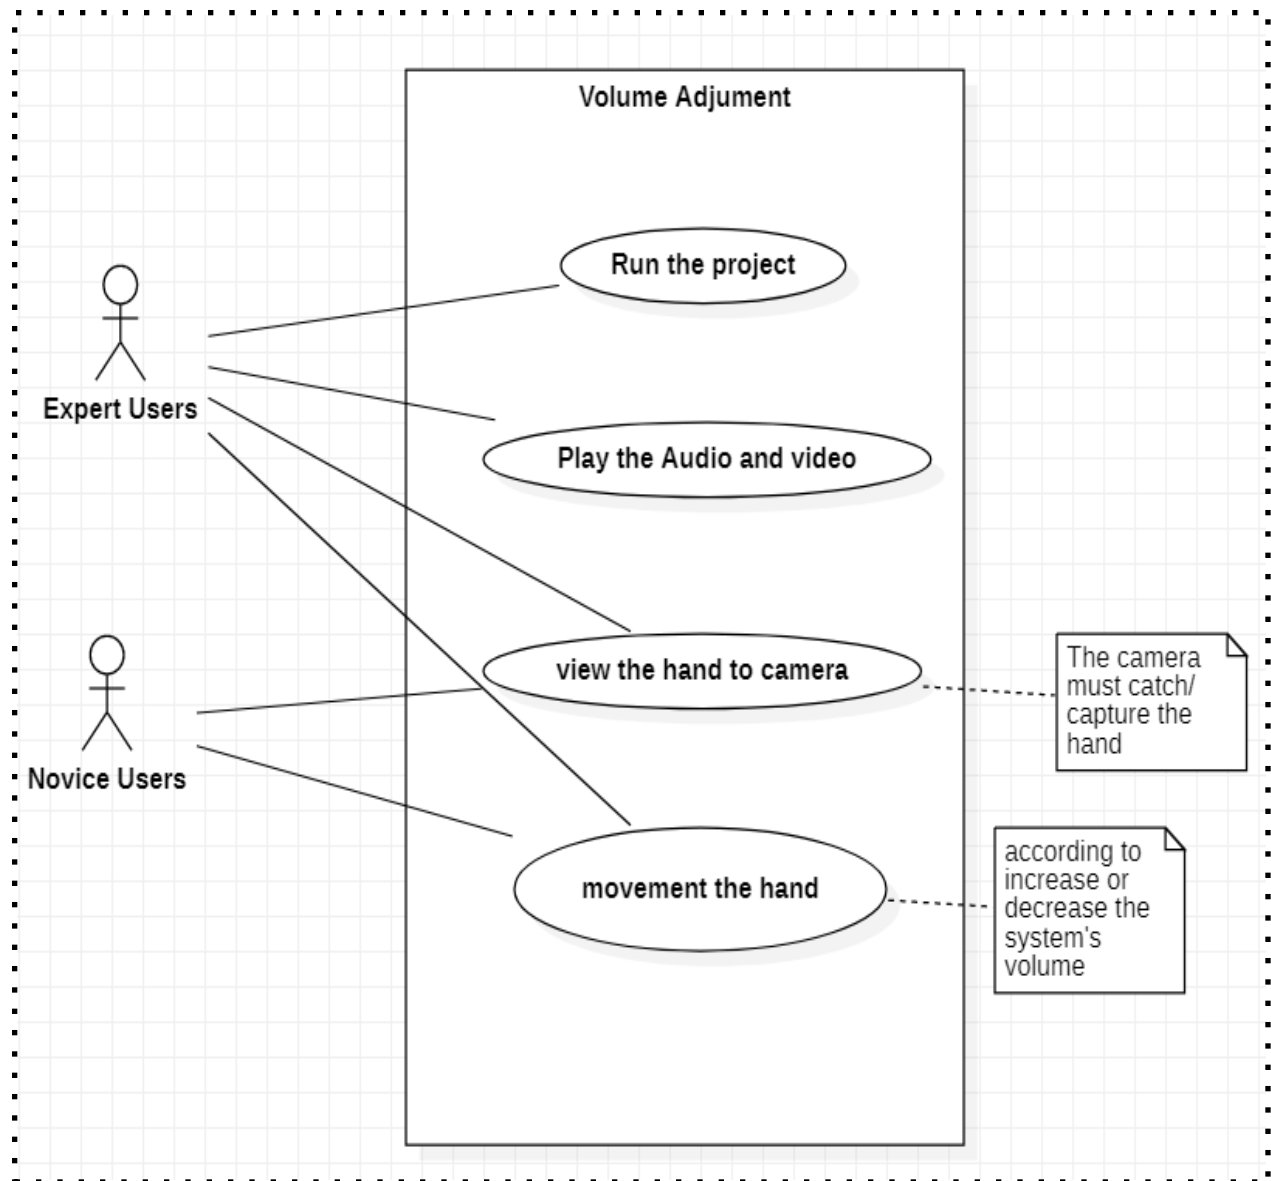 Volume Adjument
Run the project
Expert Users
Play the Audio and video
view the hand to camera
The camera
must catch/
capture the
hand
Novice Users
movement the hand
according to
increase or
decrease the
system's
volume